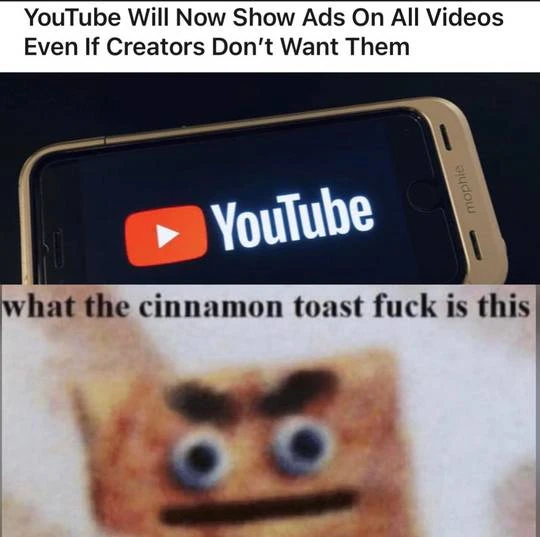 YouTube Will Now Show Ads On All Videos
Even If Creators Don’t Want Them
YouTube
mophie
what the cinnamon toast fuck is this